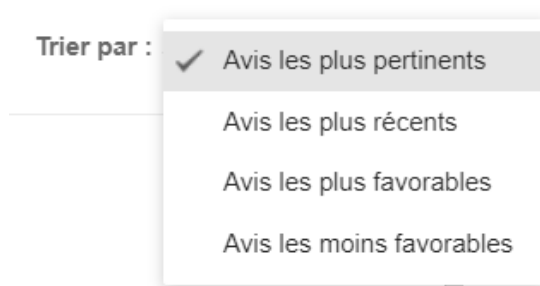 Trier par :
Avis les plus pertinents
Avis les plus récents
Avis les plus favorables
Avis les moins favorables